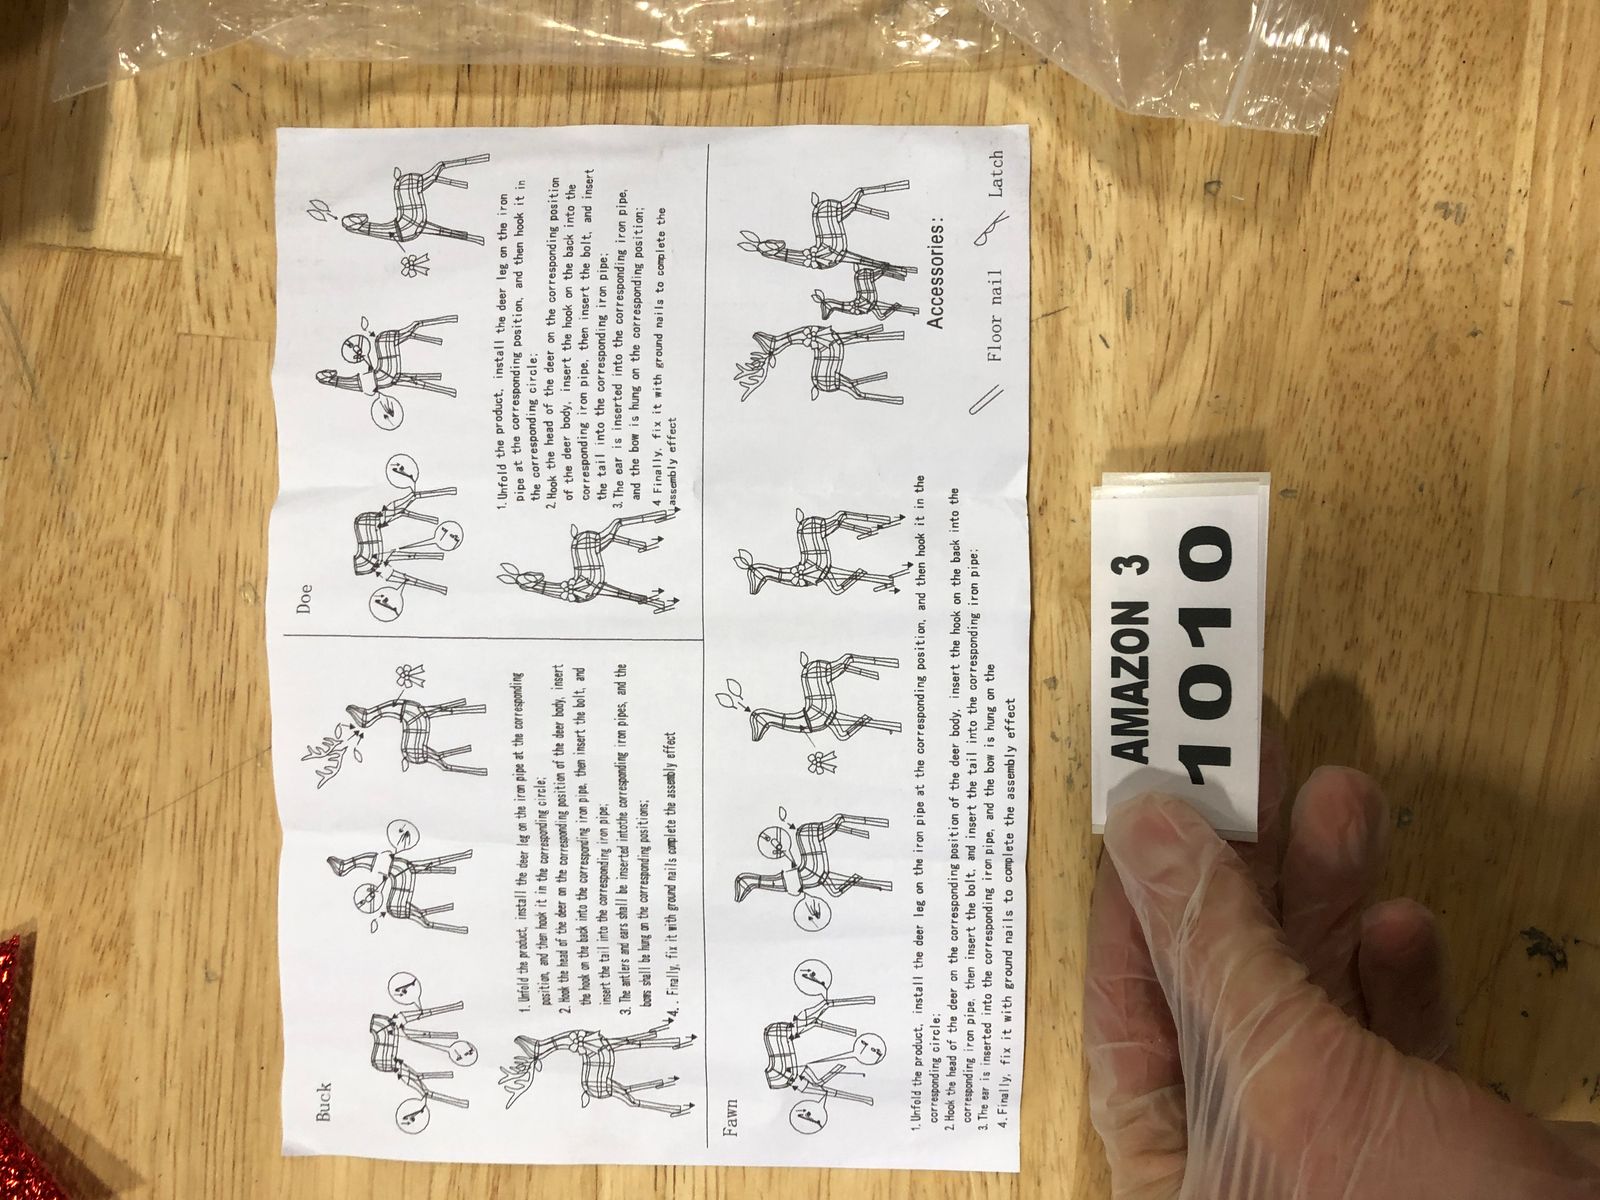 Buck
1. Unfold the product, install the deer leg on the iron pipe at the corresponding
position, and then hook it in the corresponding circle;
2. Hook the head of the deer on the corresponding position of the deer body, insert
the hook on the back into the corresponding iron pipe, then insert the bolt, and
insert the tail into the corresponding iron pipe;
3. The antlers and ears shall be inserted intothe corresponding iron pipes, and the
bows shall be hung on the corresponding positions;
4.. Finally, fix it with ground nails complete the assembly effect
Doe
1. Unfold the product, install the deer leg on the iron
pipe at the corresponding position, and then hook it in
the corresponding circle;
2. Hook the head of the deer on the corresponding position
of the deer body, insert the hook on the back into the
corresponding iron pipe, then insert the bolt, and insert
the tail into the corresponding iron pipe;
3. The ear is inserted into the corresponding iron pipe,
and the bow is hung on the corresponding position;
4 Finally, fix it with ground nails to complete the
assembly effect
Fawn
1. Unfold the product, install the deer leg on the iron pipe at the corresponding position, and then hook it in the
corresponding circle;
2. Hook the head of the deer on the corresponding position of the deer body, insert the hook on the back into the
corresponding iron pipe, then insert the bolt, and insert the tail into the corresponding iron pipe;
3. The ear is inserted into the corresponding iron pipe, and the bow is hung on the
4. Finally, fix it with ground nails to complete the assembly effect
Accessories:
Floor nail
Latch
AMAZON 3
1010